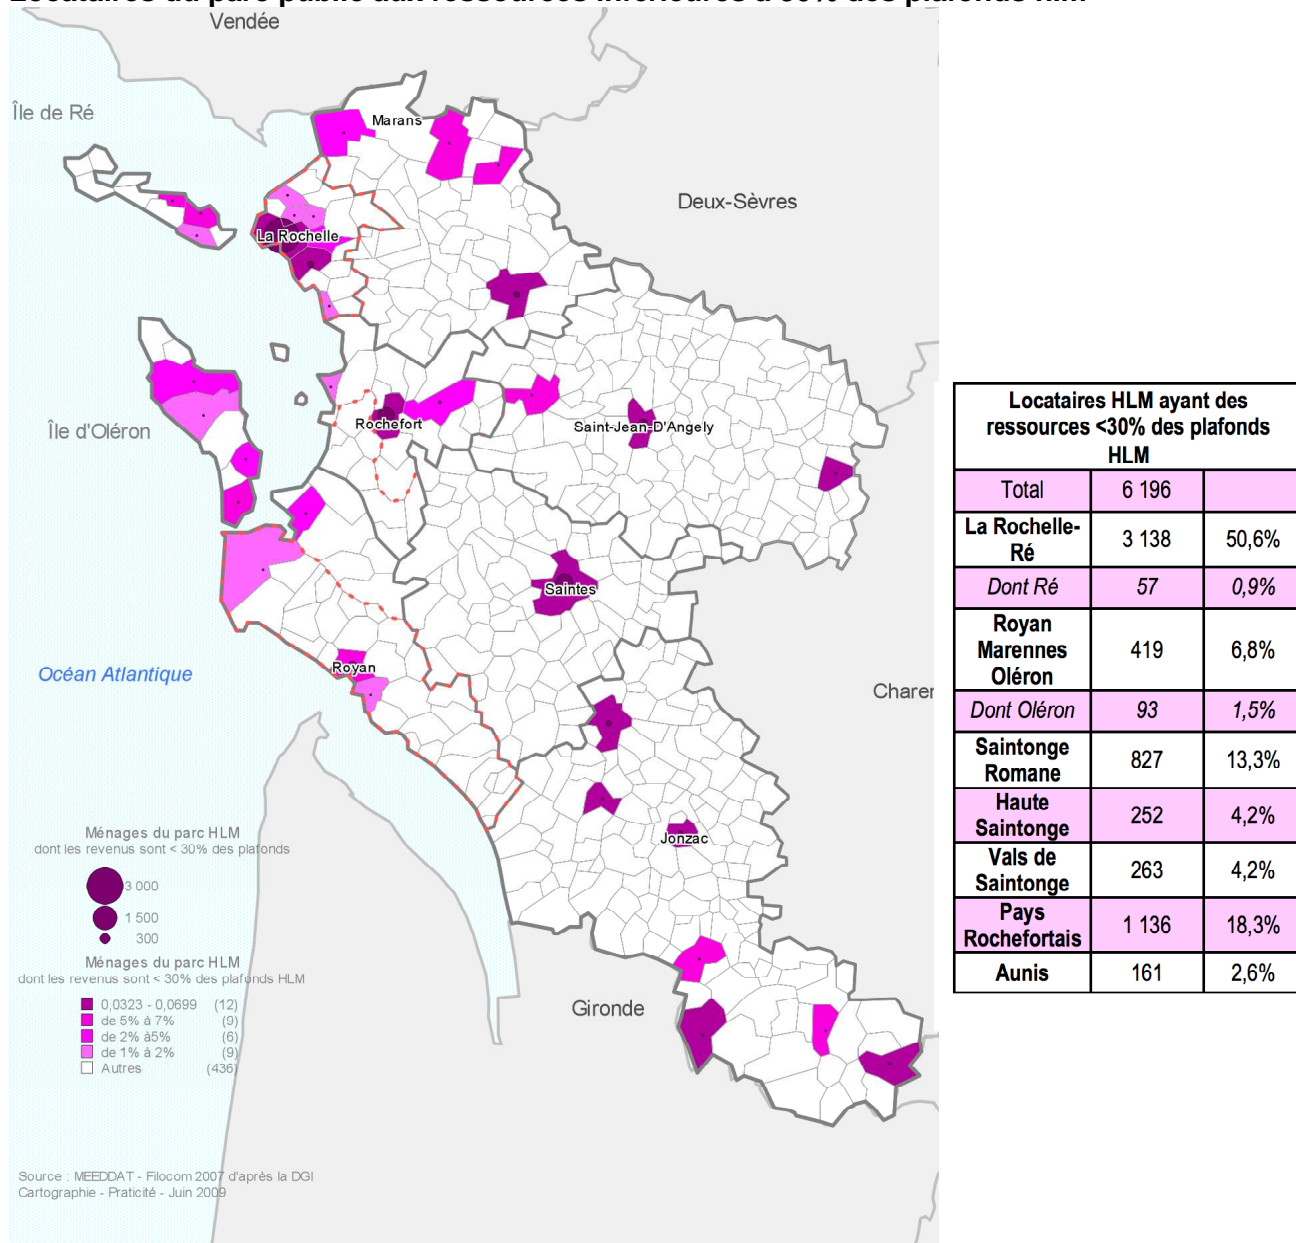 Vendée
Île de Ré
Marans
Deux-Sèvres
La Rochelle
Île d'Oléron
Rochefort
Saint-Jean-D'Angely
Saintes
Océan Atlantique
Royan
Charen
Jonzac
Gironde
Ménages du parc HLM
dont les revenus sont < 30% des plafonds
3 000
1 500
300
Ménages du parc HLM
dont les revenus sont < 30% des plafonds HLM
0,0323 - 0,0699 (12)
de 5% à 7% (9)
de 2% à5% (6)
de 1% à 2% (9)
Autres (436)
Source : MEEDDAT - Filocom 2007 d'après la DGI
Cartographie - Praticité - Juin 2009
Locataires HLM ayant des
ressources <30% des plafonds
HLM
Total 6 196
La Rochelle-
Ré 3 138 50,6%
Dont Ré 57 0,9%
Royan
Marennes 419 6,8%
Oléron
Dont Oléron 93 1,5%
Saintonge
Romane 827 13,3%
Haute
Saintonge 252 4,2%
Vals de
Saintonge 263 4,2%
Pays
Rochefortais 1 136 18,3%
Aunis 161 2,6%